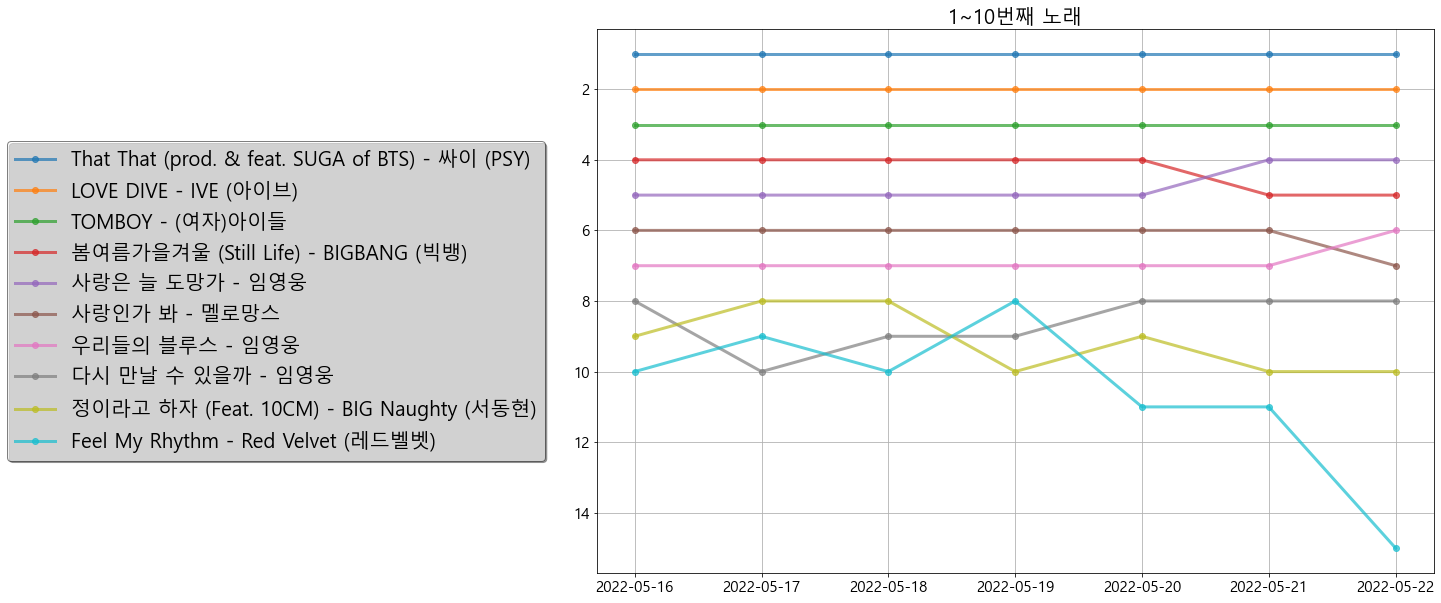 1~10번째 노래
That That (prod. & feat. SUGA of BTS) - 싸이 (PSY)
LOVE DIVE - IVE (아이브)
TOMBOY - (여자)아이들
봄여름가을겨울 (Still Life) - BIGBANG (빅뱅)
사랑은 늘 도망가 - 임영웅
사랑인가 봐 - 멜로망스
우리들의 블루스 - 임영웅
다시 만날 수 있을까 - 임영웅
정이라고 하자 (Feat. 10CM) - BIG Naughty (서동현)
Feel My Rhythm - Red Velvet (레드벨벳)
2
4
6
8
10
12
14
2022-05-16 2022-05-17 2022-05-18 2022-05-19 2022-05-20 2022-05-21 2022-05-22